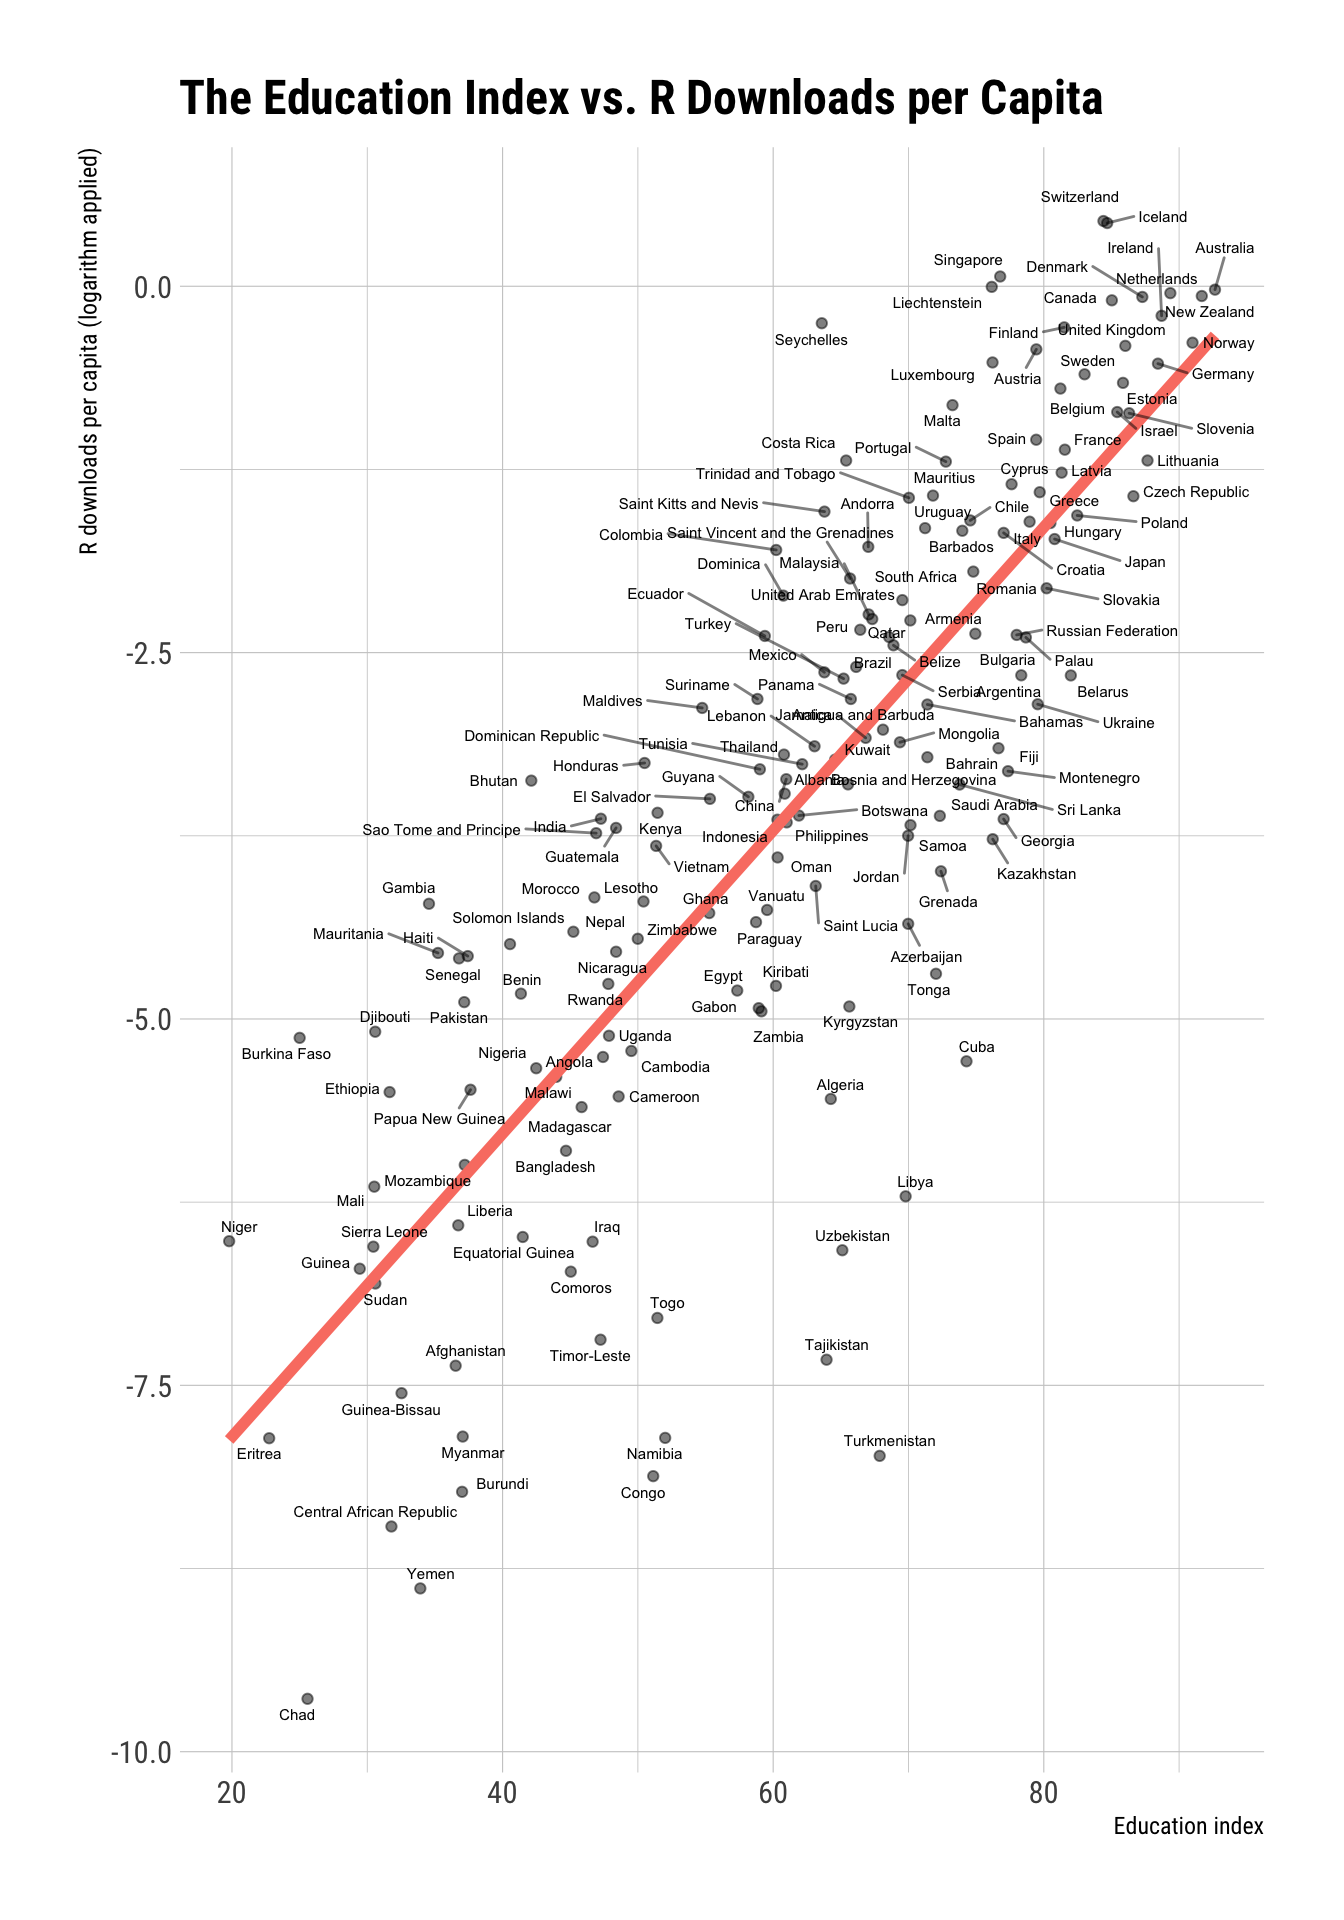 The Education Index vs. R Downloads per Capita
R downloads per capita (logarithm applied)
Switzerland
Iceland
Ireland
Australia
Singapore
Denmark
Netherlands
0.0
Liechtenstein
Canada
New Zealand
Seychelles
Finland
United Kingdom
Norway
Luxembourg
Austria
Sweden
Germany
Malta
Belgium
Estonia
Costa Rica
Portugal
Spain
France
Israel
Slovenia
Trinidad and Tobago
Mauritius
Cyprus
Latvia
Lithuania
Saint Kitts and Nevis
Andorra
Uruguay
Chile
Greece
Czech Republic
Colombia
Saint Vincent and the Grenadines
Barbados
Italy
Hungary
Poland
Dominica
Malaysia
South Africa
Croatia
Japan
Ecuador
United Arab Emirates
Romania
Slovakia
Turkey
Peru
Qatar
Armenia
Russian Federation
-2.5
Mexico
Brazil
Belize
Bulgaria
Palau
Suriname
Panama
Serbia
Argentina
Belarus
Maldives
Lebanon
Jamaica
Antigua and Barbuda
Bahamas
Ukraine
Dominican Republic
Tunisia
Thailand
Kuwait
Mongolia
Honduras
Bahrain
Fiji
Bhutan
Guyana
Albania
Bosnia and Herzegovina
Montenegro
El Salvador
China
Botswana
Saudi Arabia
Sri Lanka
Sao Tome and Principe
India
Kenya
Indonesia
Philippines
Samoa
Georgia
Guatemala
Vietnam
Oman
Jordan
Kazakhstan
Gambia
Morocco
Lesotho
Ghana
Vanuatu
Grenada
Mauritania
Haiti
Solomon Islands
Nepal
Zimbabwe
Paraguay
Saint Lucia
Senegal
Benin
Nicaragua
Egypt
Kiribati
Azerbaijan
Rwanda
Gabon
Tonga
-5.0
Djibouti
Pakistan
Zambia
Kyrgyzstan
Burkina Faso
Nigeria
Angola
Uganda
Cambodia
Cuba
Ethiopia
Malawi
Cameroon
Algeria
Papua New Guinea
Madagascar
Bangladesh
Mali
Mozambique
Libya
Niger
Sierra Leone
Liberia
Iraq
Uzbekistan
Guinea
Equatorial Guinea
Sudan
Comoros
Togo
Afghanistan
Timor-Leste
Tajikistan
-7.5
Guinea-Bissau
Eritrea
Myanmar
Namibia
Turkmenistan
Burundi
Congo
Central African Republic
Yemen
Chad
-10.0
20
40
60
80
Education index